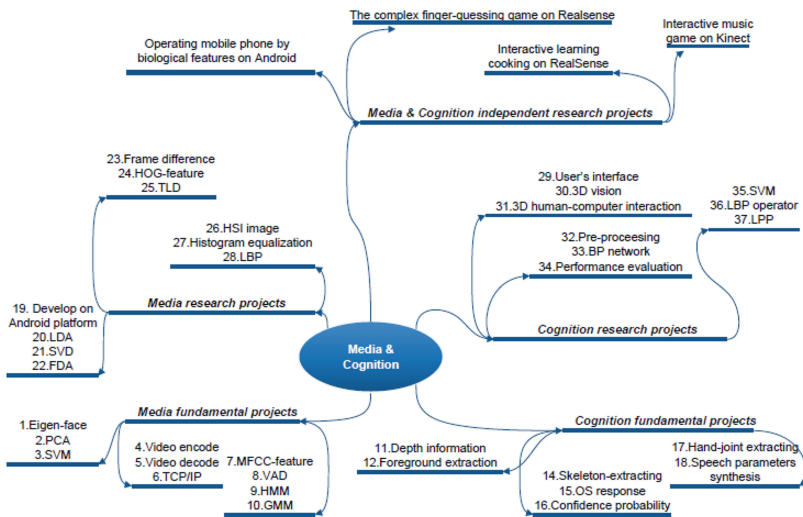 The complex finger-quessing game on Realsense
Operating mobile phone by
biological features on Android
Interactive learning
cooking on RealSense
Interactive music
game on Kinect
Media & Cognition independent research projects
23.Frame difference
24.HOG-feature
25.TLD
26.HSI image
27.Histogram equalization
28.LBP
Media research projects
19. Develop on
Android platform
20.LDA
21.SVD
22.FDA
29.User's interface
30.3D vision
31.3D human-computer interaction
32.Pre-proceesing
33.BP network
34.Performance evaluation
35.SVM
36.LBP operator
37.LPP
Cognition research projects
Media &
Cognition
Media fundamental projects
1.Eigen-face
2.PCA
3.SVM
4.Video encode
5.Video decode
6.TCP/IP
7.MFCC-feature
8.VAD
9.HMM
10.GMM
Cognition fundamental projects
11.Depth information
12.Foreground extraction
14.Skeleton-extracting
15.OS response
16.Confidence probability
17.Hand-joint extracting
18.Speech parameters
synthesis